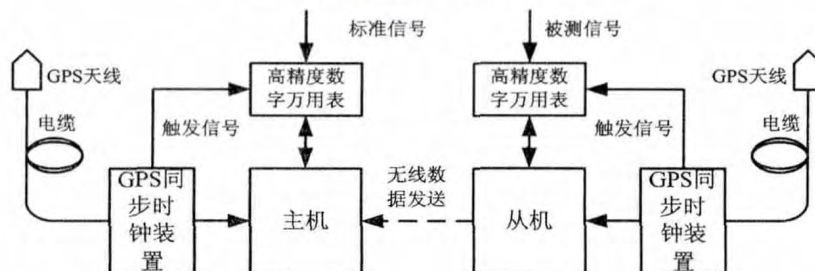 标准信号
被测信号
GPS天线
高精度数
字万用表
高精度数
字万用表
GPS天线
电缆
触发信号
触发信号
电缆
GPS同
步时
钟装
置
主机
无线数
据发送
从机
GPS同
步时
钟装
置